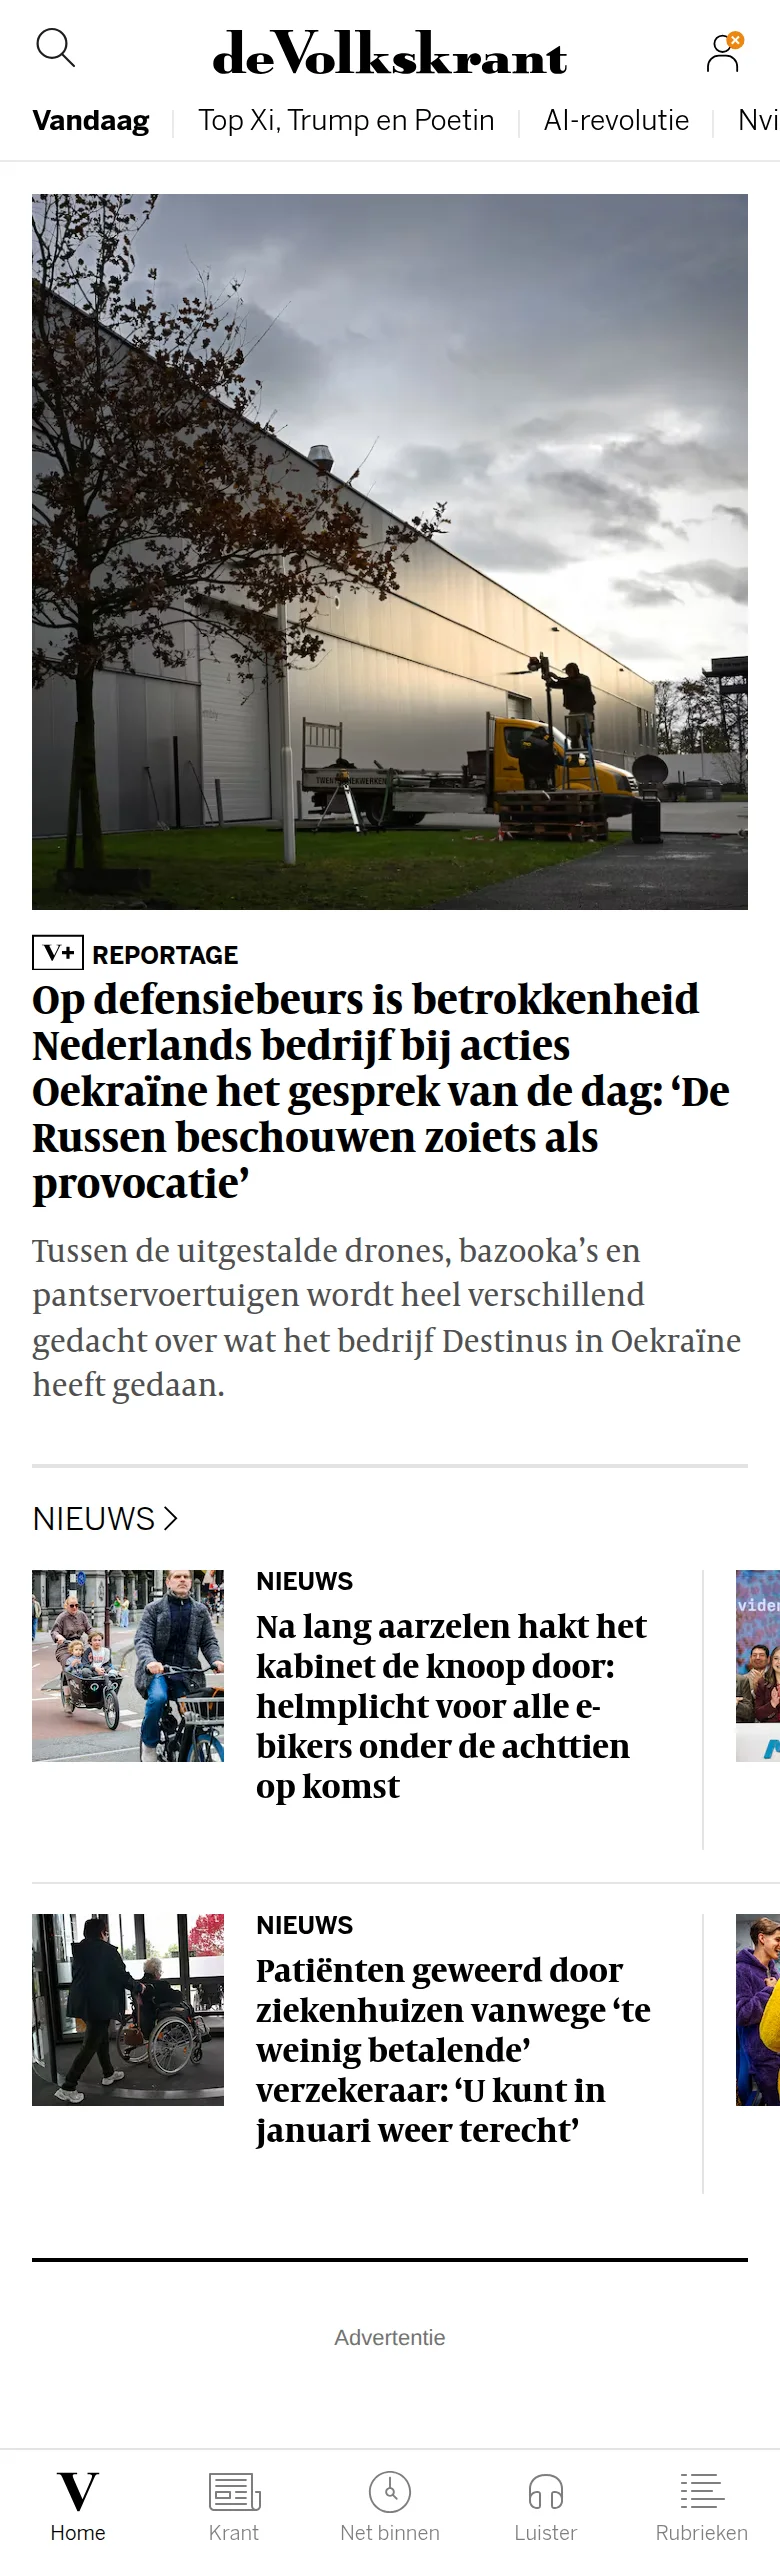 deVolkskrant
Vandaag
Top Xi, Trump en Poetin
AI-revolutie
Nvi
V+ REPORTAGE
Op defensiebeurs is betrokkenheid
Nederlands bedrijf bij acties
Oekraïne het gesprek van de dag: ‘De
Russen beschouwen zoiets als
provocatie’
Tussen de uitgestalde drones, bazooka’s en
pantservoertuigen wordt heel verschillend
gedacht over wat het bedrijf Destinus in Oekraïne
heeft gedaan.
NIEUWS
NIEUWS
Na lang aarzelen hakt het
kabinet de knoop door:
helmplicht voor alle e-
bikers onder de achttien
op komst
NIEUWS
Patiënten geweerd door
ziekenhuizen vanwege ‘te
weinig betalende’
verzekeraar: ‘U kunt in
januari weer terecht’
Advertentie
Home
Krant
Net binnen
Luister
Rubrieken